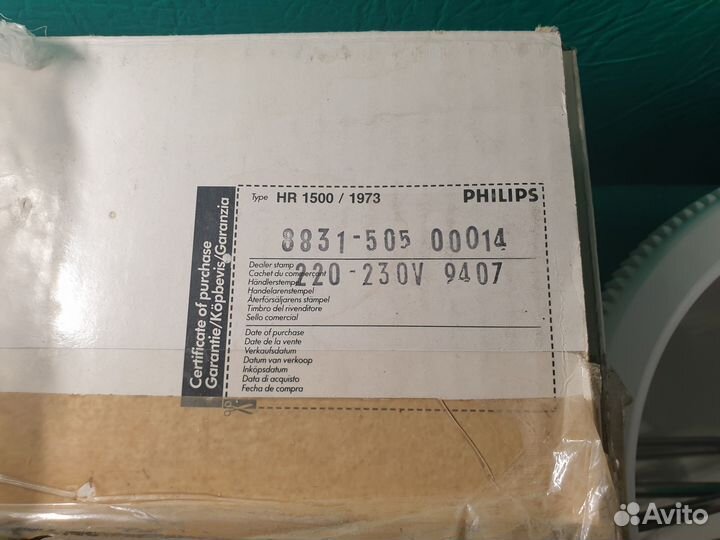 Type HR 1500 / 1973 PHILIPS
8831-505 00014
220-230V 9407
Dealer stamp
Cachet du commerçant
Händlerstempel
Handelarenstempel
Återförsäljarens stämpel
Timbro del rivenditore
Sello comercial
Date of purchase
Date de la vente
Verkaufsdatum
Datum van verkoop
Inköpsdatum
Data di acquisto
Fecha de compra
Certificate of purchase
Garantie/Köpbevis/Garanzia
Avito